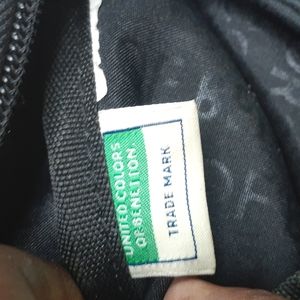 UNITED COLORS
OF BENETTON.
TRADE MARK